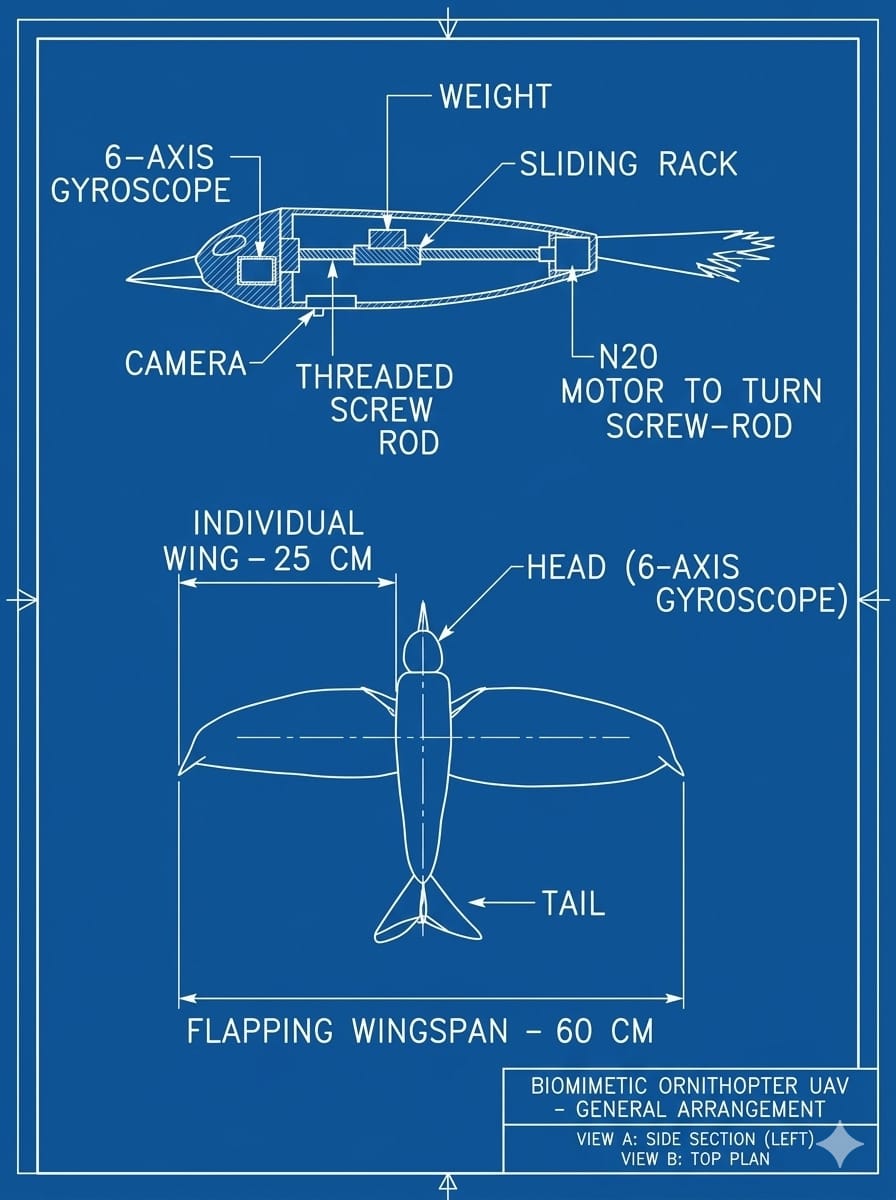 WEIGHT
6-AXIS
GYROSCOPE
SLIDING RACK
CAMERA
THREADED
SCREW
ROD
N20
MOTOR TO TURN
SCREW-ROD
INDIVIDUAL
WING - 25 CM
HEAD (6-AXIS
GYROSCOPE)
TAIL
FLAPPING WINGSPAN - 60 CM
BIOMIMETIC ORNITHOPTER UAV
- GENERAL ARRANGEMENT
VIEW A: SIDE SECTION (LEFT)
VIEW B: TOP PLAN